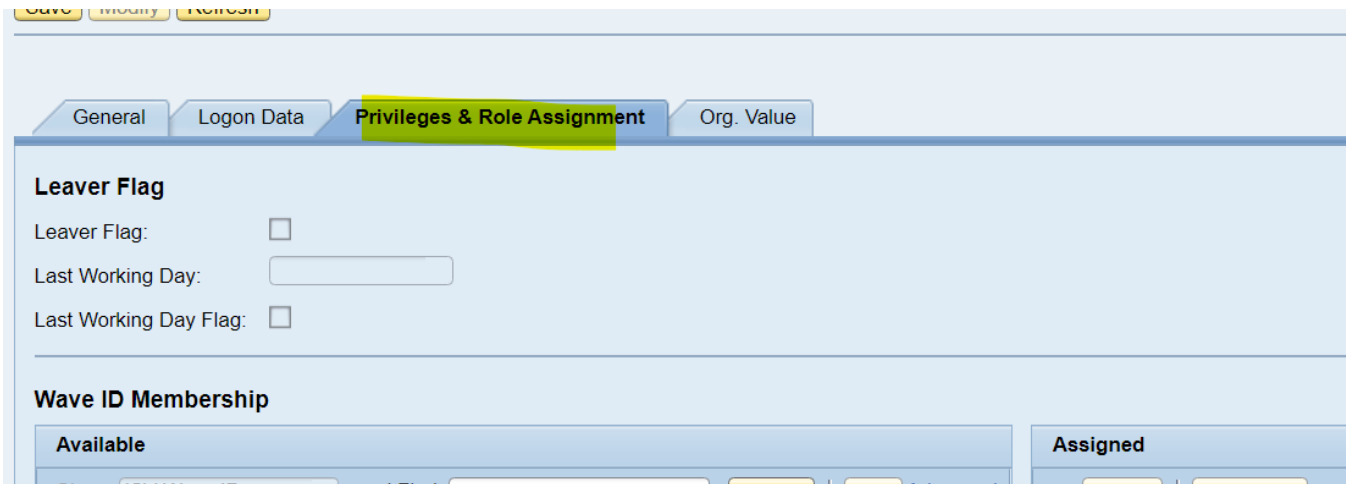 Save Modify Refresh
General Logon Data Privileges & Role Assignment Org. Value
Leaver Flag
Leaver Flag:
Last Working Day:
Last Working Day Flag:
Wave ID Membership
Available Assigned